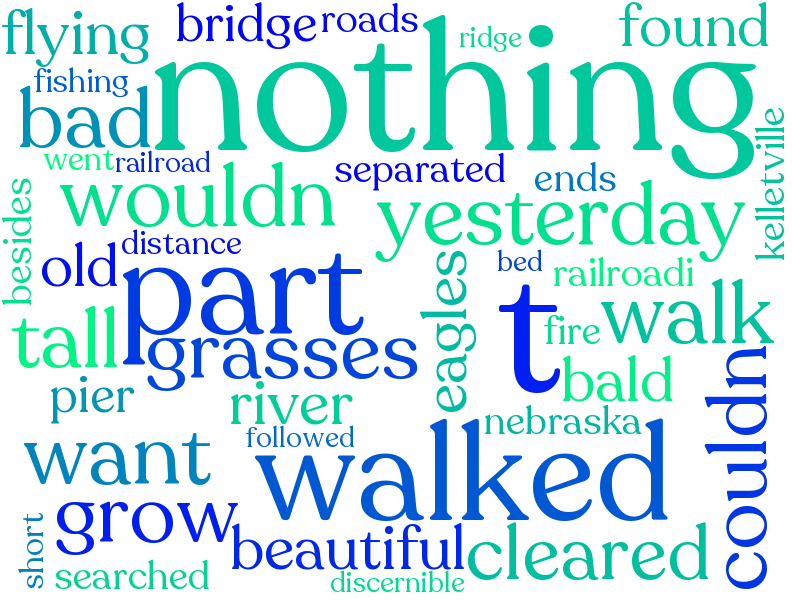 flying
bridge
roads
ridge
found
fishing
nothing
bad
went
railroad
separated
ends
kelletville
besides
wouldn
yesterday
old
distance
part
eagles
bed
railroadi
tall
grasses
t
fire
walk
bald
pier
river
nebraska
couldn
want
followed
walked
grow
short
beautiful
cleared
searched
discernible